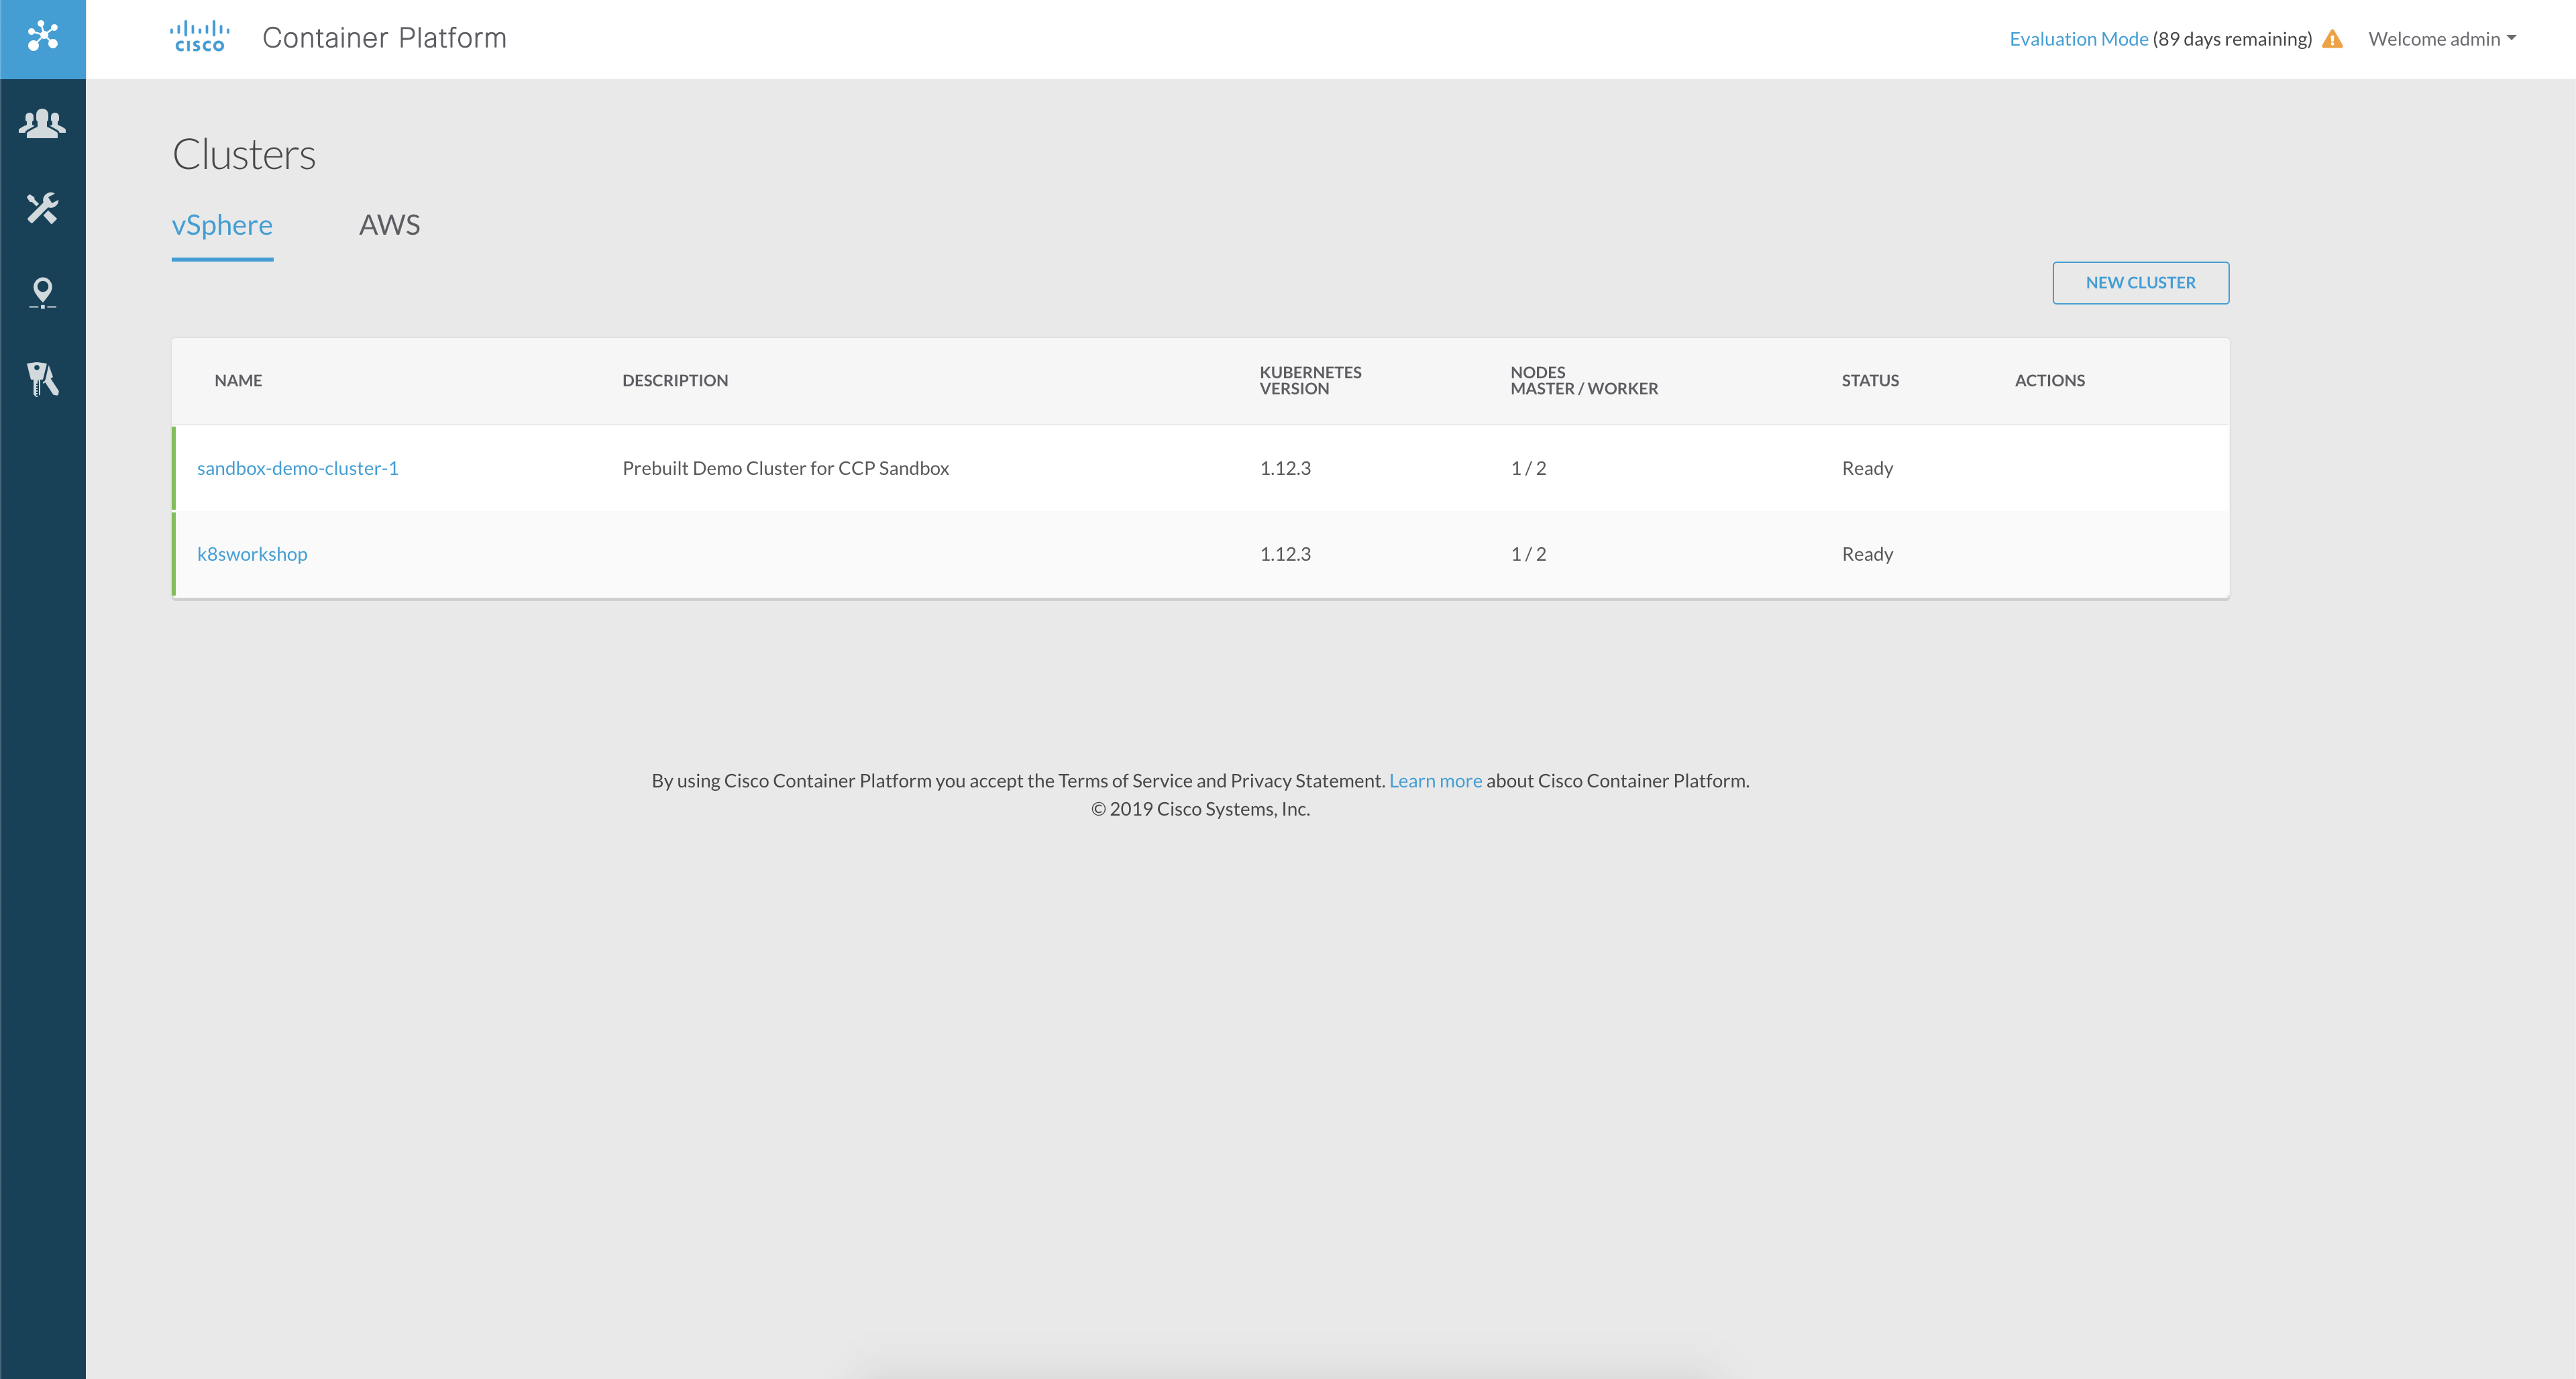 CISCO Container Platform Evaluation Mode (89 days remaining) Welcome admin
Clusters
vSphere AWS
NEW CLUSTER
NAME DESCRIPTION KUBERNETES VERSION NODES MASTER / WORKER STATUS ACTIONS
sandbox-demo-cluster-1 Prebuilt Demo Cluster for CCP Sandbox 1.12.3 1 / 2 Ready
k8sworkshop 1.12.3 1 / 2 Ready
By using Cisco Container Platform you accept the Terms of Service and Privacy Statement. Learn more about Cisco Container Platform.
© 2019 Cisco Systems, Inc.